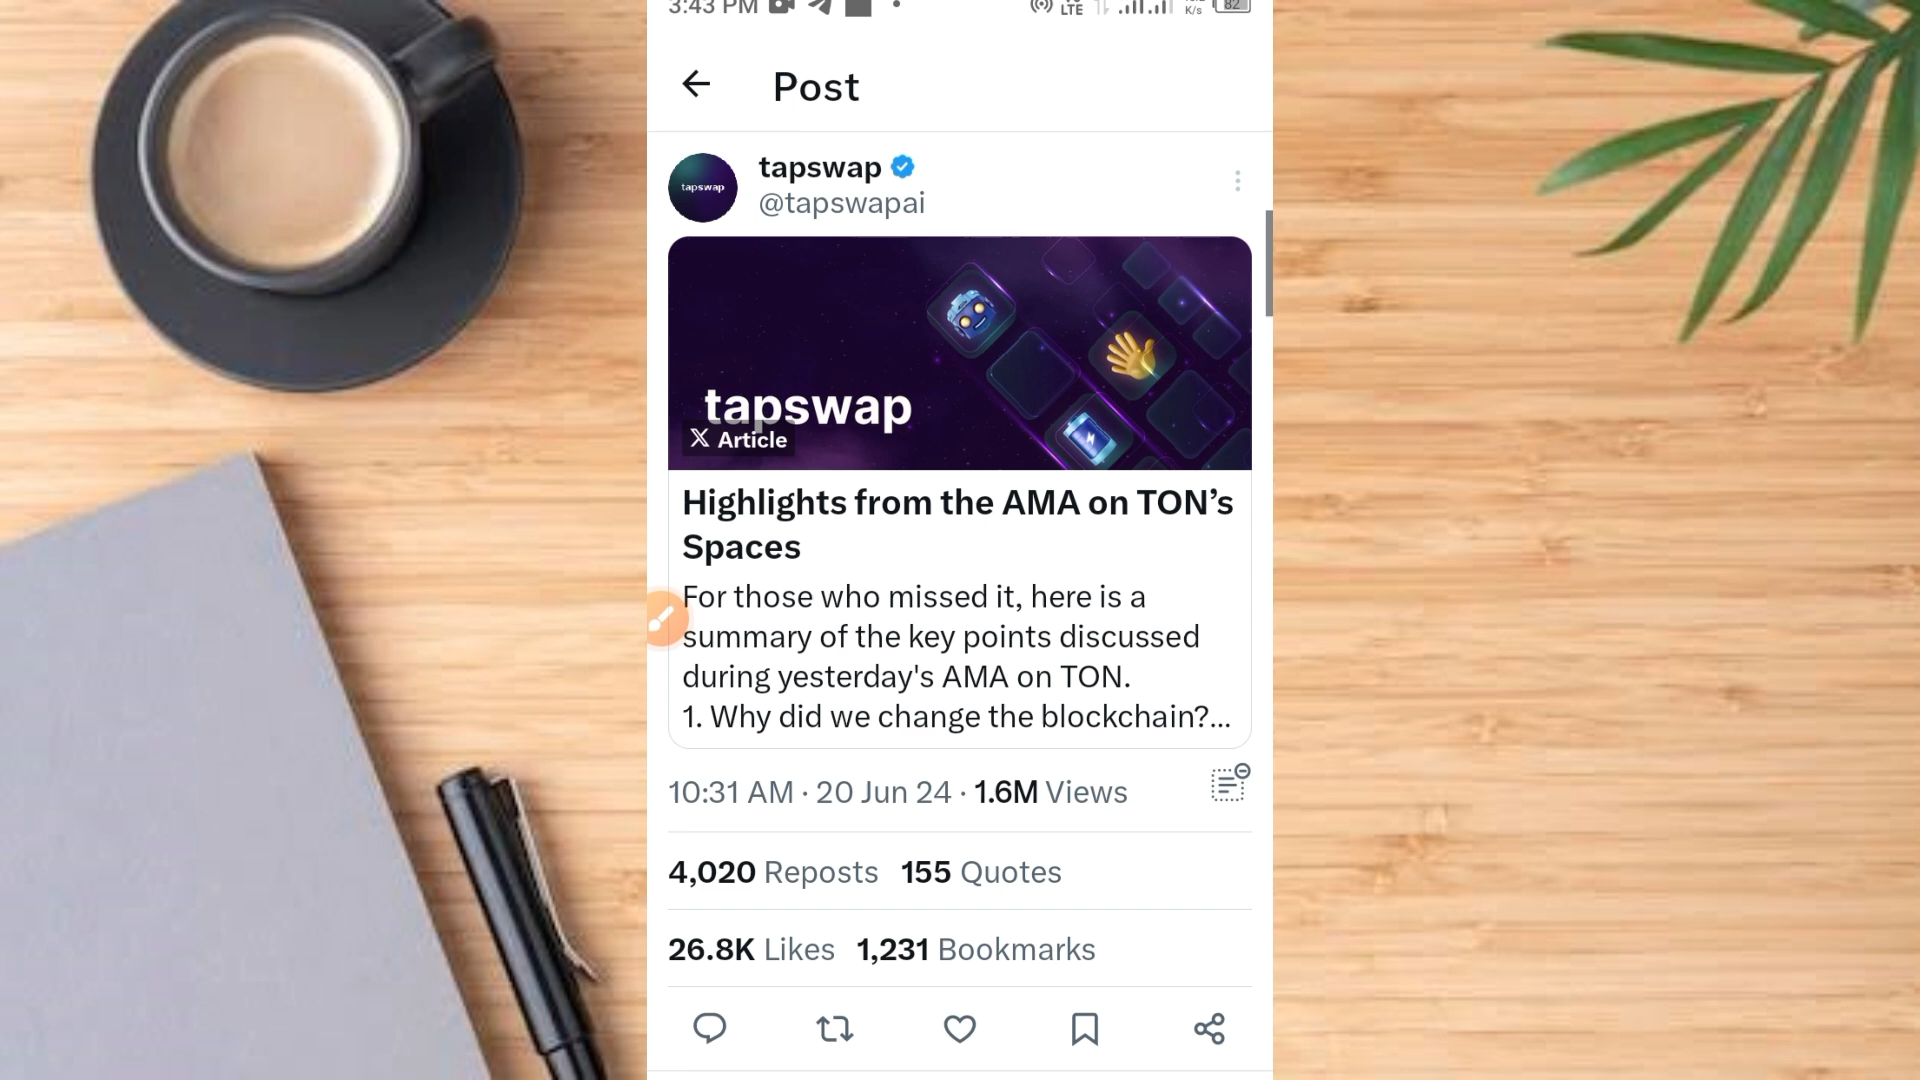 3:43 PM LTE K/s 82
Post
tapswap
tapswap
@tapswapai
tapswap
X Article
Highlights from the AMA on TON’s
Spaces
For those who missed it, here is a
summary of the key points discussed
during yesterday's AMA on TON.
1. Why did we change the blockchain?...
10:31 AM · 20 Jun 24 · 1.6M Views
4,020 Reposts 155 Quotes
26.8K Likes 1,231 Bookmarks